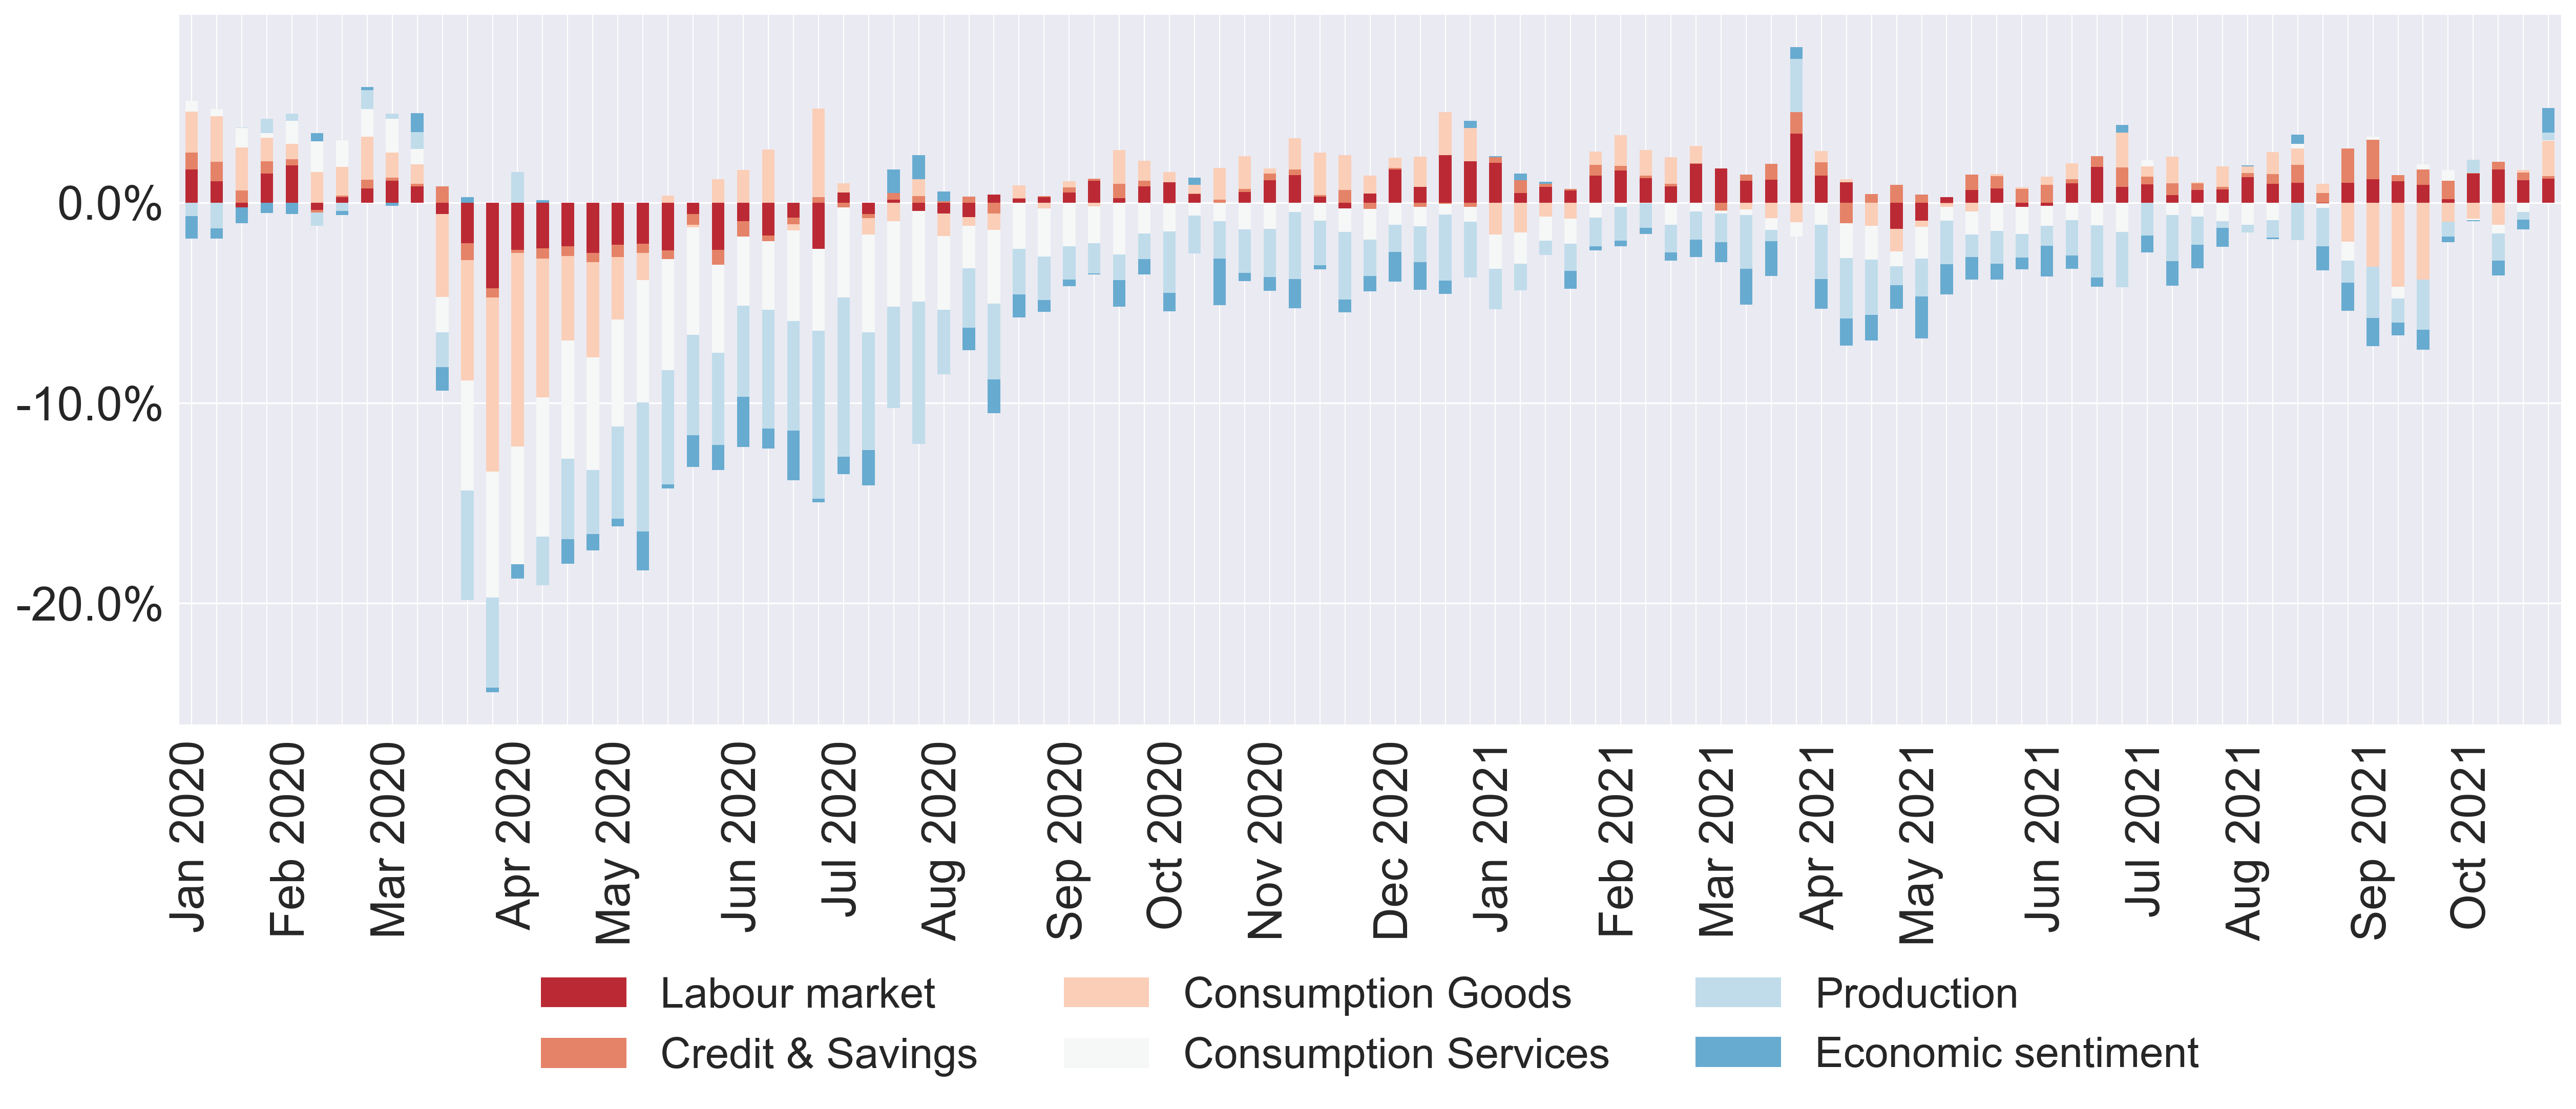 0.0%
-10.0%
-20.0%
Jan 2020
Feb 2020
Mar 2020
Apr 2020
May 2020
Jun 2020
Jul 2020
Aug 2020
Sep 2020
Oct 2020
Nov 2020
Dec 2020
Jan 2021
Feb 2021
Mar 2021
Apr 2021
May 2021
Jun 2021
Jul 2021
Aug 2021
Sep 2021
Oct 2021
Labour market
Consumption Goods
Production
Credit & Savings
Consumption Services
Economic sentiment